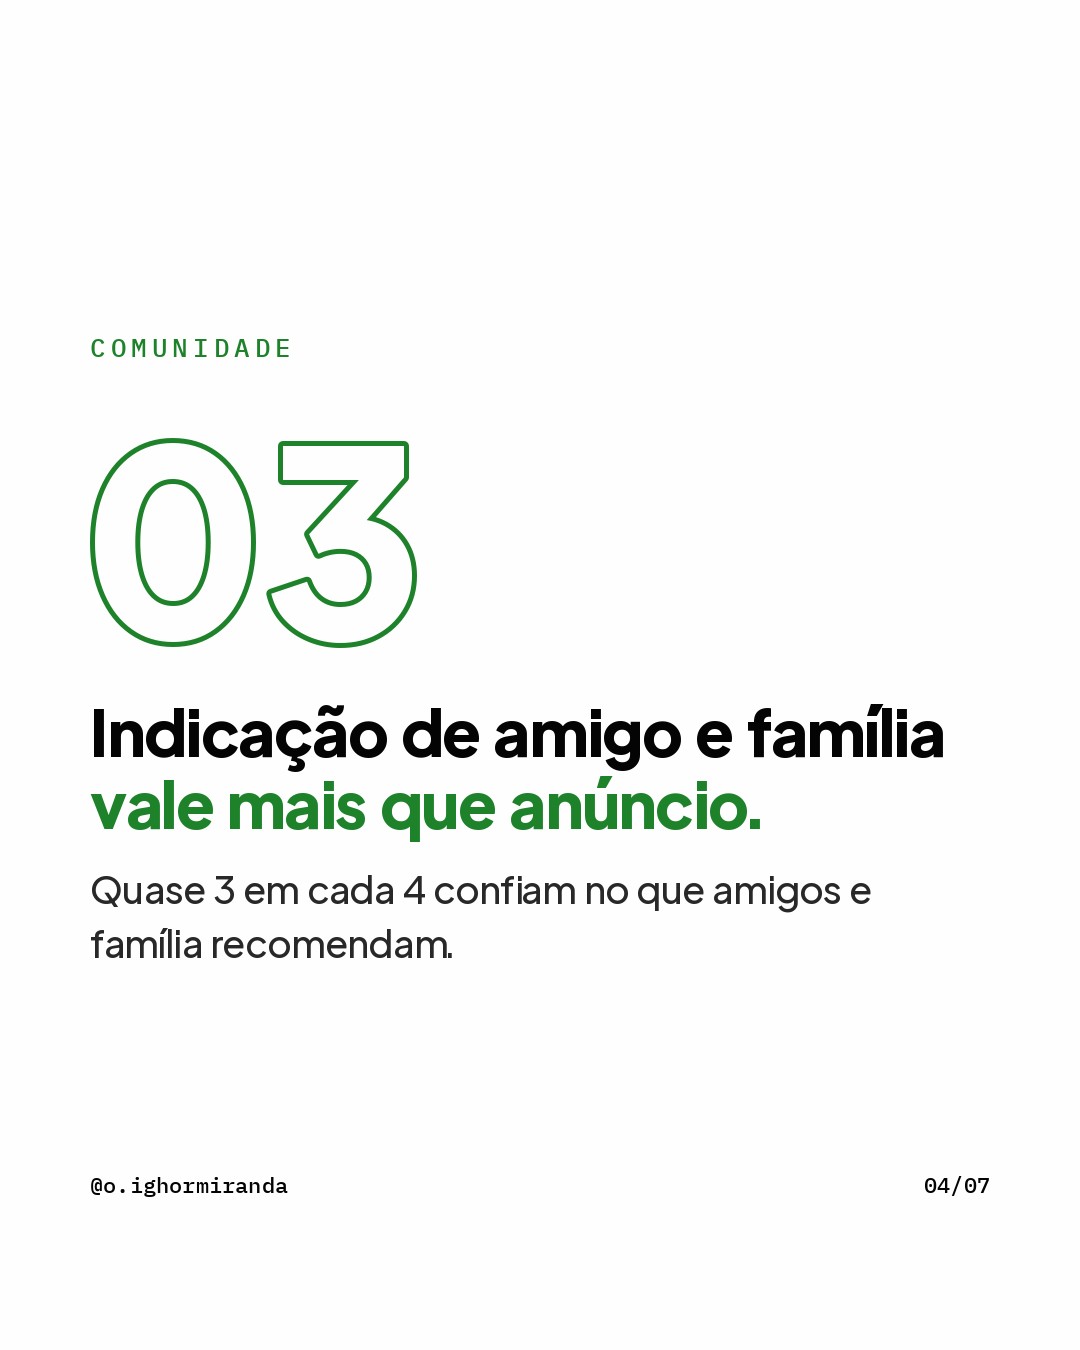 COMUNIDADE
03
Indicação de amigo e família
vale mais que anúncio.
Quase 3 em cada 4 confiam no que amigos e
família recomendam.
@o.ighormiranda
04/07